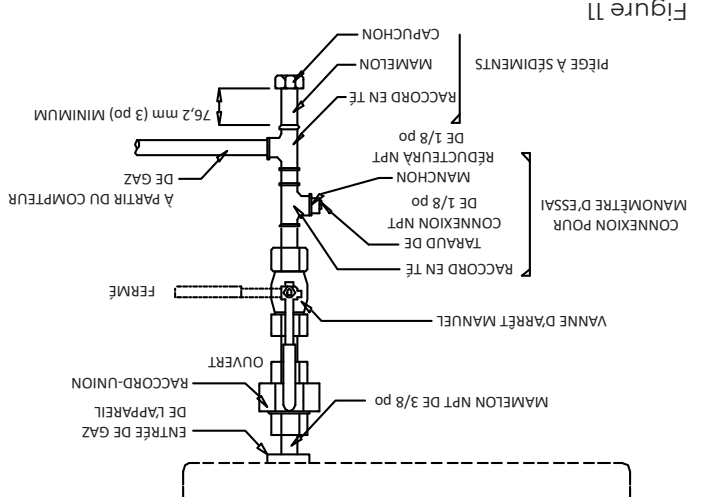 ENTRÉE DE GAZ
DE L'APPAREIL
MAMELON NPT DE 3/8 po
RACCORD-UNION
OUVERT
VANNE D'ARRÊT MANUEL
FERMÉ
CONNEXION POUR
MANOMÈTRE D'ESSAI
RACCORD EN TÉ
TARAUD DE
CONNEXION NPT
DE 1/8 po
MANCHON
RÉDUCTEURÀ NPT
DE 1/8 po
À PARTIR DU COMPTEUR
DE GAZ
PIÈGE À SÉDIMENTS
RACCORD EN TÉ
MAMELON
CAPUCHON
76,2 mm (3 po) MINIMUM
Figure 11